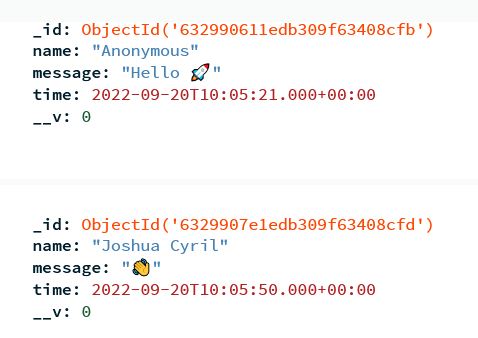 _id: ObjectId('632990611edb309f63408cfb')
name: "Anonymous"
message: "Hello 🚀"
time: 2022-09-20T10:05:21.000+00:00
__v: 0
_id: ObjectId('6329907e1edb309f63408cfd')
name: "Joshua Cyril"
message: "👏"
time: 2022-09-20T10:05:50.000+00:00
__v: 0